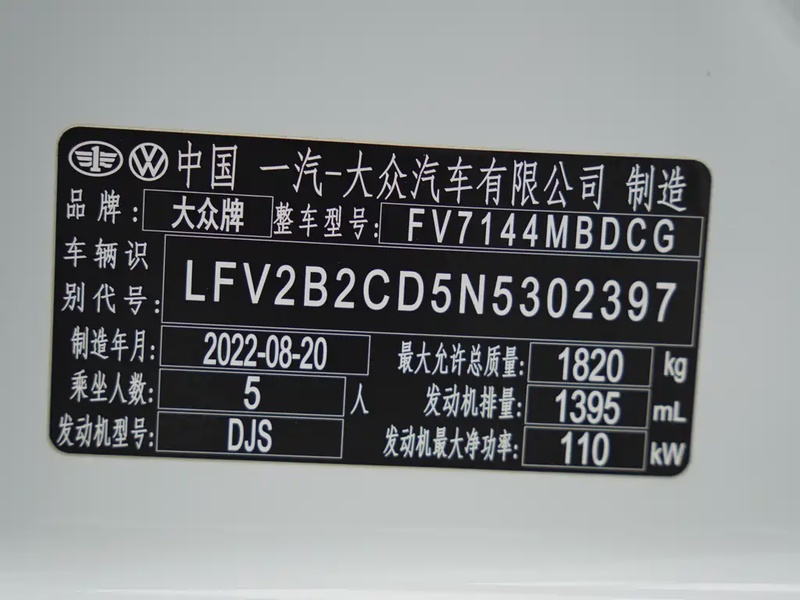 中国 一汽-大众汽车有限公司 制造
品牌: 大众牌 整车型号: FV7144MBDCG
车辆识别代号: LFV2B2CD5N5302397
制造年月: 2022-08-20 最大允许总质量: 1820 kg
乘坐人数: 5 人 发动机排量: 1395 mL
发动机型号: DJS 发动机最大净功率: 110 kW